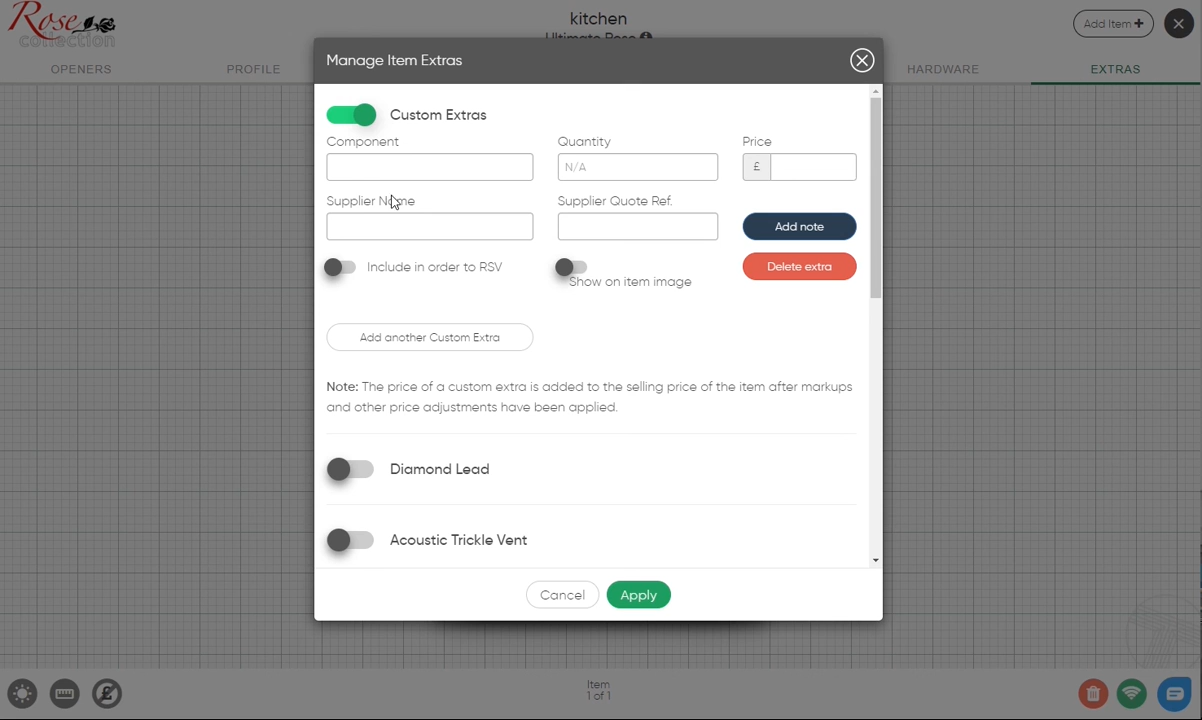 Rose
collection
kitchen
Ultimate Rose
Add Item +
OPENERS
PROFILE
HARDWARE
EXTRAS
Manage Item Extras
Custom Extras
Component
Quantity
Price
N/A
£
Supplier Name
Supplier Quote Ref.
Add note
Include in order to RSV
Show on item image
Delete extra
Add another Custom Extra
Note: The price of a custom extra is added to the selling price of the item after markups
and other price adjustments have been applied.
Diamond Lead
Acoustic Trickle Vent
Cancel
Apply
Item
1 of 1